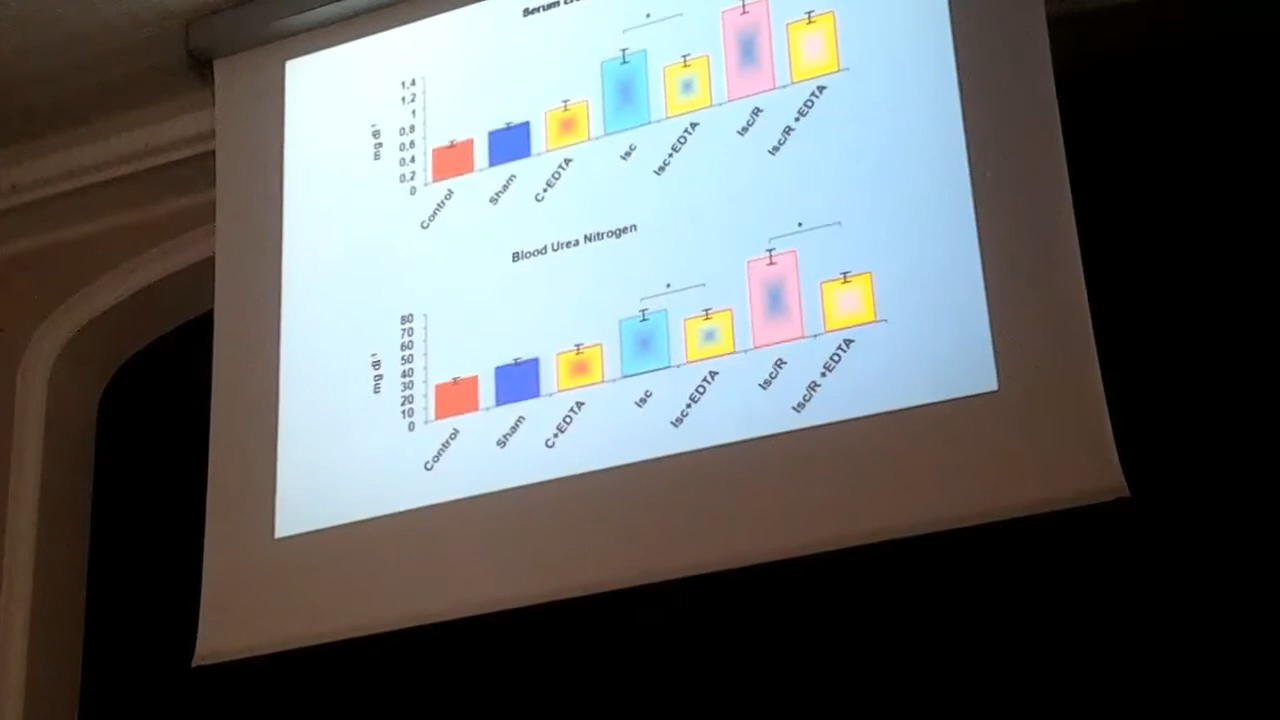 Serum
1,4
1,2
1
0,8
0,6
0,4
0,2
0
mg dl⁻¹
Control
Sham
C+EDTA
Isc
Isc+EDTA
Isc/R
Isc/R +EDTA
*
Blood Urea Nitrogen
80
70
60
50
40
30
20
10
0
mg dl⁻¹
Control
Sham
C+EDTA
Isc
Isc+EDTA
Isc/R
Isc/R +EDTA
*
*